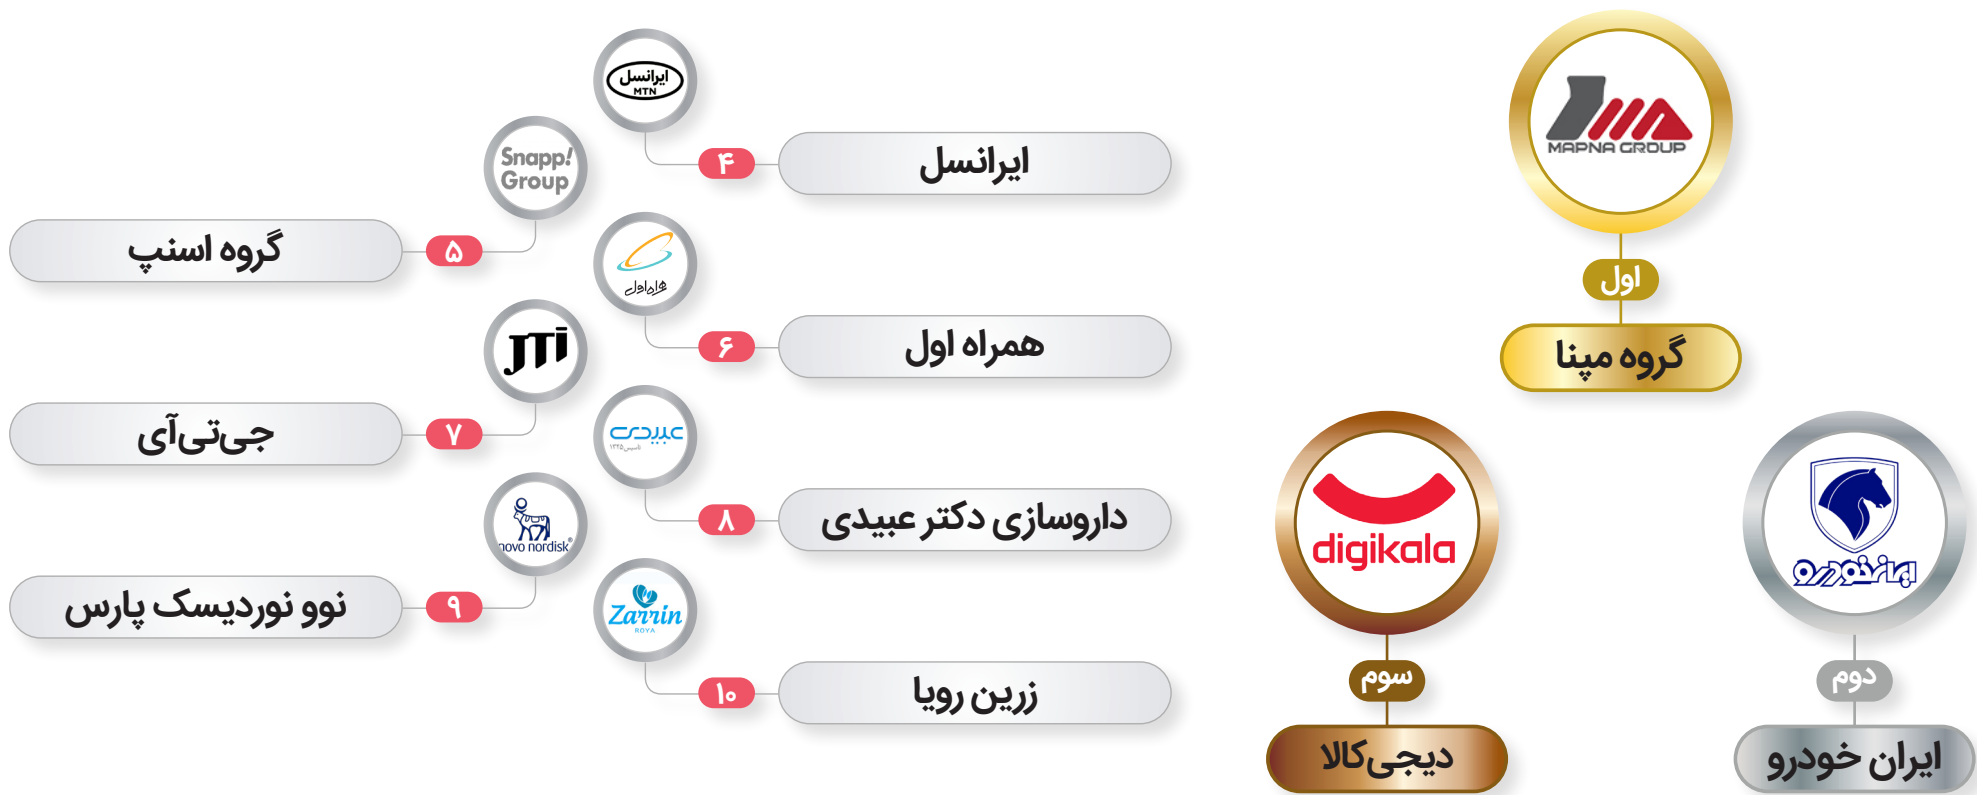 MAPNA GROUP
اول
گروه مپنا
ایران خودرو
دوم
ایران خودرو
digikala
سوم
دیجی‌کالا
ایرانسل
MTN
۴
ایرانسل
Snapp!
Group
۵
گروه اسنپ
همراه اول
۶
همراه اول
JTI
۷
جی‌تی‌آی
عبیدی
تاسیس ۱۳۲۵
۸
داروسازی دکتر عبیدی
novo nordisk®
۹
نوو نوردیسک پارس
Zarrin
ROYA
۱۰
زرین رویا